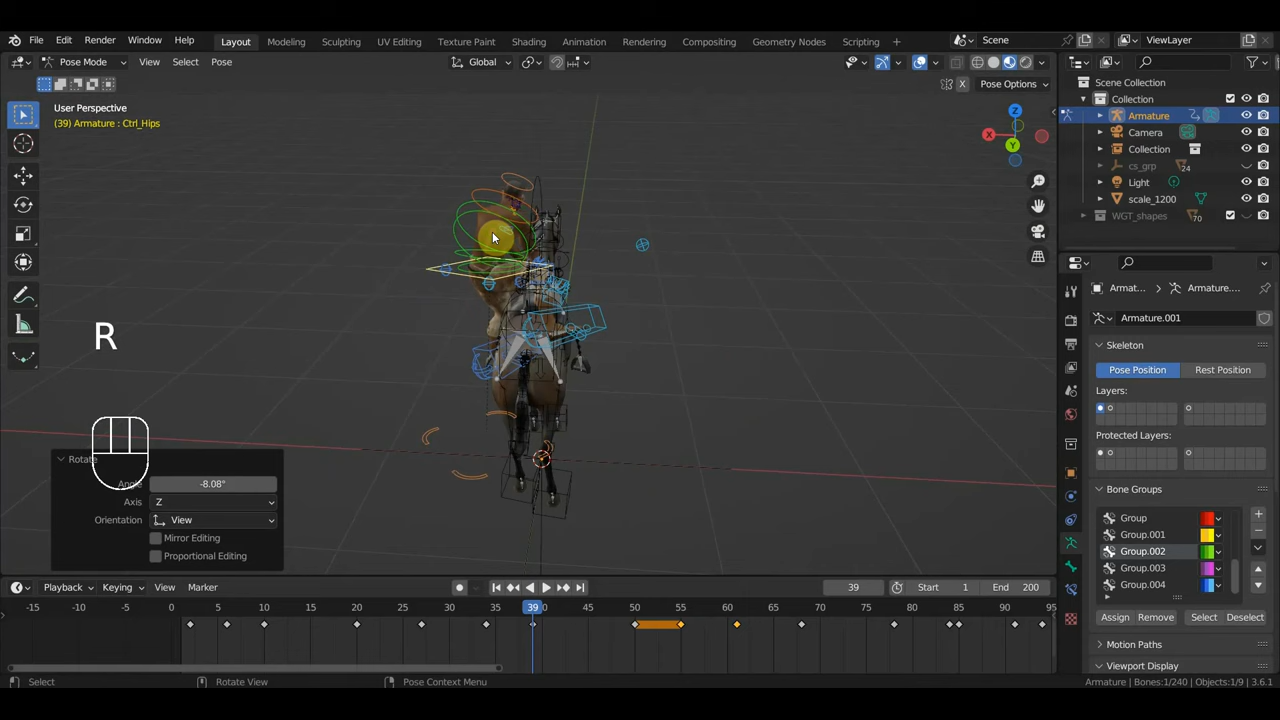 File Edit Render Window Help Layout Modeling Sculpting UV Editing Texture Paint Shading Animation Rendering Compositing Geometry Nodes Scripting + Scene ViewLayer
Pose Mode View Select Pose Global
X Pose Options
User Perspective
(39) Armature : Ctrl_Hips
X Y Z
R
Rotate
Angle -8.08°
Axis Z
Orientation View
Mirror Editing
Proportional Editing
Scene Collection
Collection
Armature
Camera
Collection
cs_grp 24
Light
scale_1200
WGT_shapes 70
Armat... Armature...
Armature.001
Skeleton
Pose Position Rest Position
Layers:
Protected Layers:
Bone Groups
Group
Group.001
Group.002
Group.003
Group.004
Assign Remove Select Deselect
Motion Paths
Viewport Display
Playback Keying View Marker 39 Start 1 End 200
-15 -10 -5 0 5 10 15 20 25 30 35 39 45 50 55 60 65 70 75 80 85 90 95
Select Rotate View Pose Context Menu Armature | Bones:1/240 | Objects:1/9 | 3.6.1